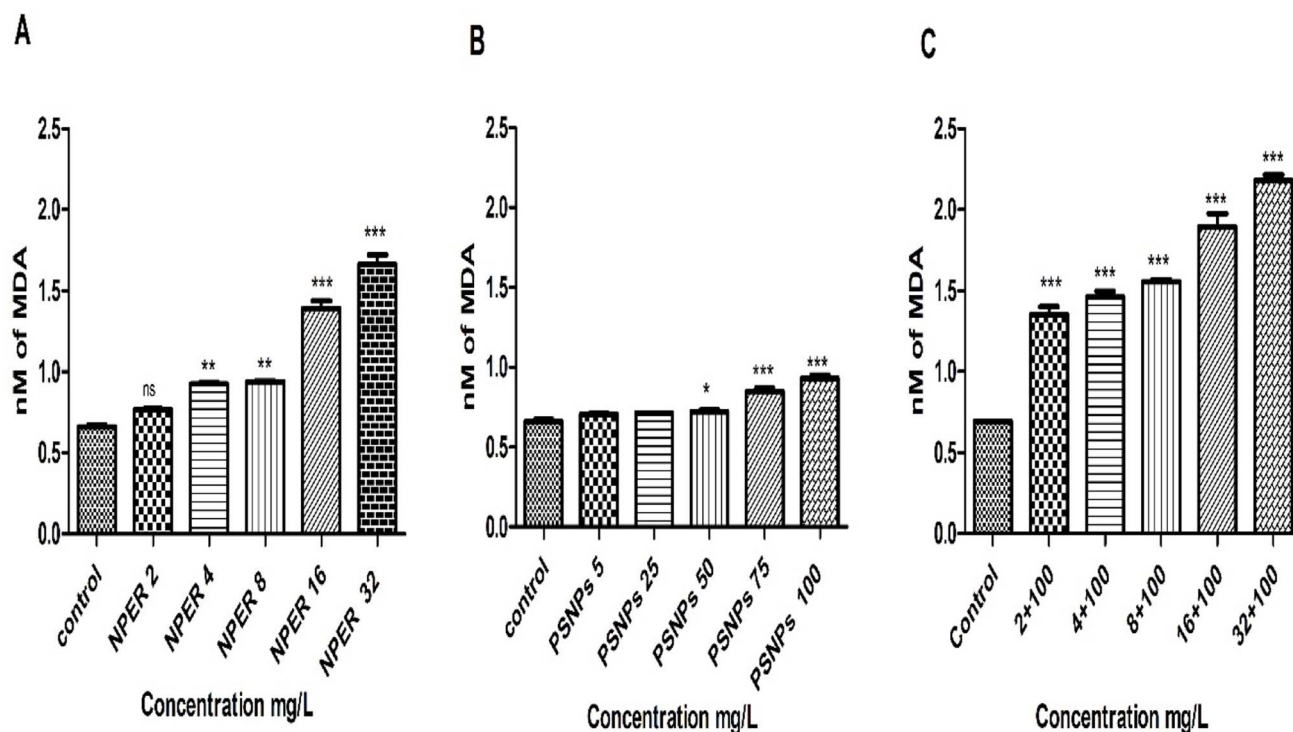 A
nM of MDA
2.5
2.0
1.5
1.0
0.5
0.0
ns
**
**
***
***
control
NPER 2
NPER 4
NPER 8
NPER 16
NPER 32
Concentration mg/L
B
nM of MDA
2.5
2.0
1.5
1.0
0.5
0.0
*
***
***
control
PSNPs 5
PSNPs 25
PSNPs 50
PSNPs 75
PSNPs 100
Concentration mg/L
C
nM of MDA
2.5
2.0
1.5
1.0
0.5
0.0
***
***
***
***
***
Control
2+100
4+100
8+100
16+100
32+100
Concentration mg/L